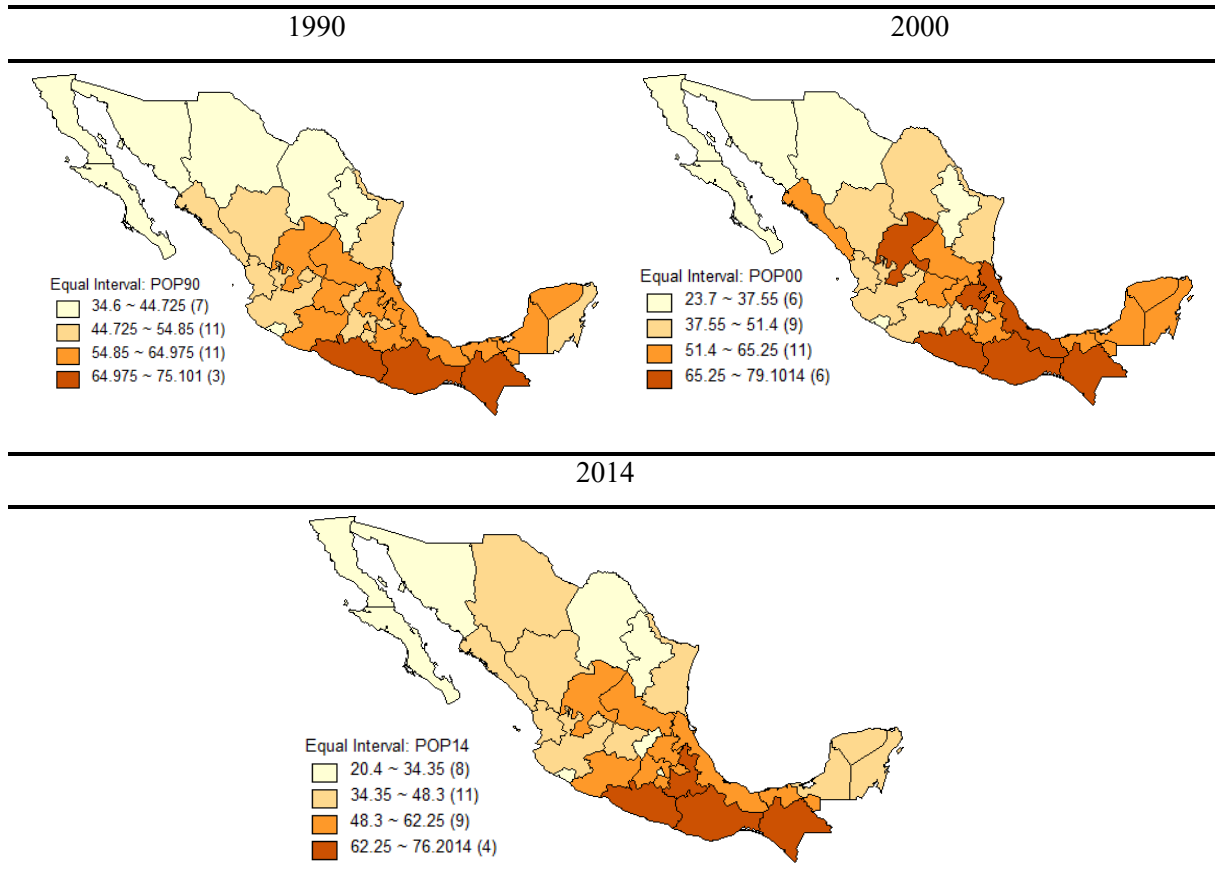 1990
2000
Equal Interval: POP90
34.6 ~ 44.725 (7)
44.725 ~ 54.85 (11)
54.85 ~ 64.975 (11)
64.975 ~ 75.101 (3)
Equal Interval: POP00
23.7 ~ 37.55 (6)
37.55 ~ 51.4 (9)
51.4 ~ 65.25 (11)
65.25 ~ 79.1014 (6)
2014
Equal Interval: POP14
20.4 ~ 34.35 (8)
34.35 ~ 48.3 (11)
48.3 ~ 62.25 (9)
62.25 ~ 76.2014 (4)